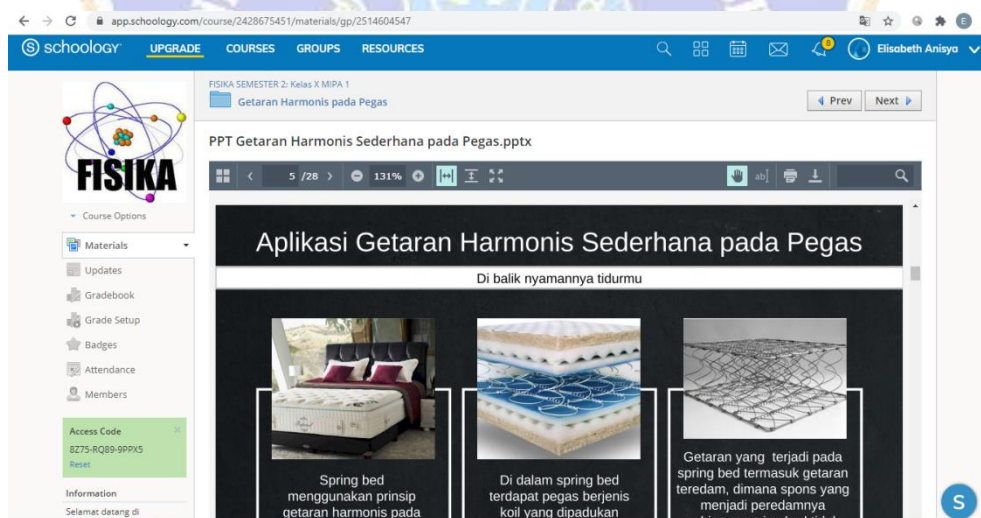 app.schoology.com/course/2428675451/materials/gp/2514604547
E
S schoology UPGRADE COURSES GROUPS RESOURCES
8
Elisabeth Anisya
FISIKA SEMESTER 2: Kelas X MIPA 1
Getaran Harmonis pada Pegas
Prev Next
PPT Getaran Harmonis Sederhana pada Pegas.pptx
5 /28 131%
ab
FISIKA
Course Options
Materials
Updates
Gradebook
Grade Setup
Badges
Attendance
Members
Access Code
8Z75-RQ89-9PPX5
Reset
Information
Selamat datang di
Aplikasi Getaran Harmonis Sederhana pada Pegas
Di balik nyamannya tidurmu
Spring bed
menggunakan prinsip
getaran harmonis pada
Di dalam spring bed
terdapat pegas berjenis
koil yang dipadukan
Getaran yang terjadi pada
spring bed termasuk getaran
teredam, dimana spons yang
menjadi peredamnya
S